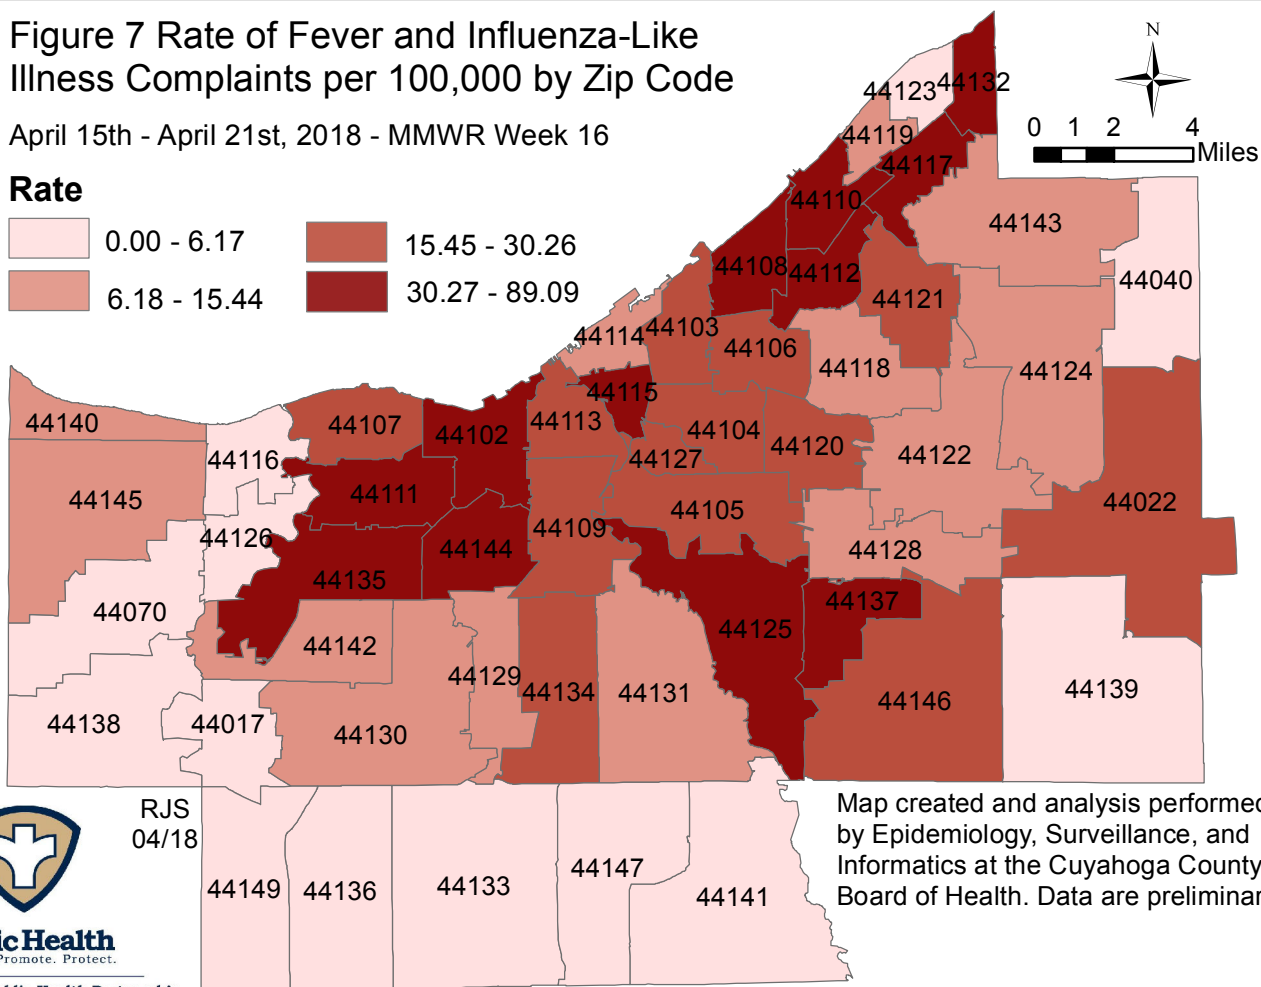 Figure 7 Rate of Fever and Influenza-Like
Illness Complaints per 100,000 by Zip Code
April 15th - April 21st, 2018 - MMWR Week 16
Rate
0.00 - 6.17
15.45 - 30.26
6.18 - 15.44
30.27 - 89.09
N
0 1 2 4
Miles
44123
44132
44119
44117
44110
44143
44108
44112
44040
44121
44114
44103
44106
44118
44124
44115
44140
44107
44102
44113
44104
44120
44116
44127
44122
44145
44111
44022
44105
44126
44109
44144
44128
44135
44070
44137
44125
44142
44129
44134
44131
44139
44146
44138
44017
44130
RJS
04/18
44149
44136
44133
44147
44141
Map created and analysis performed
by Epidemiology, Surveillance, and
Informatics at the Cuyahoga County
Board of Health. Data are preliminar
ic Health
Promote. Protect.